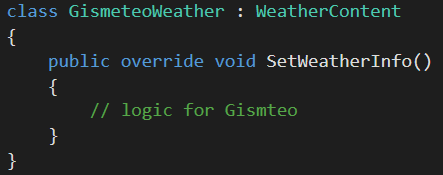 class GismeteoWeather : WeatherContent
{
    public override void SetWeatherInfo()
    {
        // logic for Gismteo
    }
}